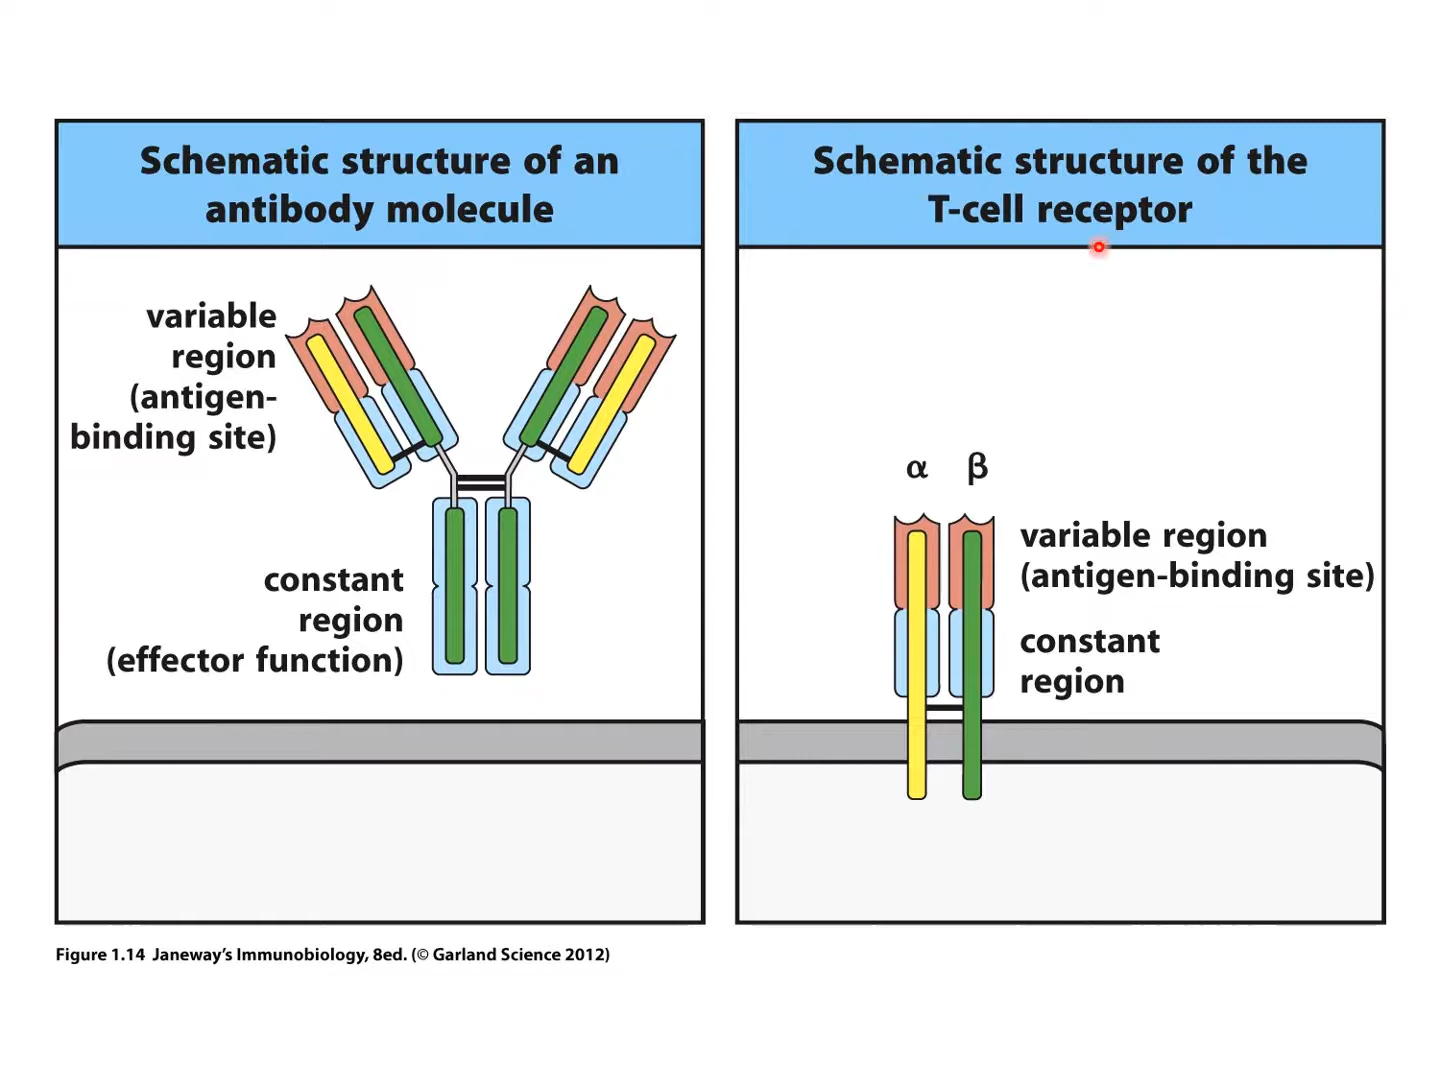 Schematic structure of an
antibody molecule
variable
region
(antigen-
binding site)
constant
region
(effector function)
Schematic structure of the
T-cell receptor
α β
variable region
(antigen-binding site)
constant
region
Figure 1.14 Janeway’s Immunobiology, 8ed. (© Garland Science 2012)